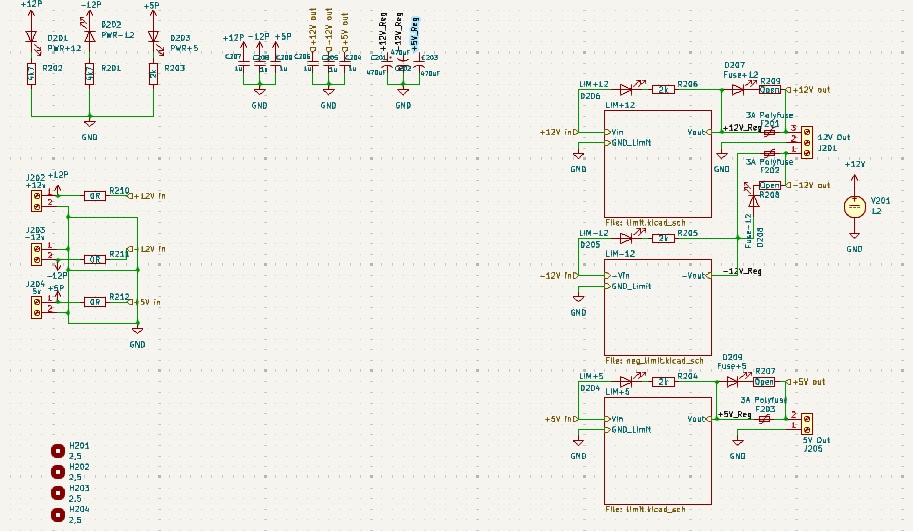 +12P
-12P
+5P
D201
PWR+12
D202
PWR-12
D203
PWR+5
4k7
R202
4k7
R201
2k
R203
GND
+12P
-12P
+5P
C207
1u
C208
1u
C209
1u
GND
+12V out
-12V out
+5V out
C206
1u
C205
1u
C204
1u
GND
+12V_Reg
-12V_Reg
+5V_Reg
C201
470uF
470uF
C202
C203
470uF
GND
J202
+12v
+12P
1
2
0R
R210
+12V in
J203
-12v
1
2
-12P
0R
R211
-12V in
J204
5v
+5P
1
2
0R
R212
+5V in
GND
H201
2,5
H202
2,5
H203
2,5
H204
2,5
LIM+12
D206
2k
R206
LIM+12
+12V in
Vin
GND_Limit
Vout
GND
File: limit.kicad_sch
D207
Fuse+12
R209
Open
+12V out
+12V_Reg
3A Polyfuse
F201
3
2
1
12V Out
J201
GND
3A Polyfuse
F202
Open
R208
-12V out
Fuse-12
D208
+12V
V201
12
GND
LIM-12
D205
2k
R205
LIM-12
-12V in
-Vin
GND_Limit
-Vout
-12V_Reg
GND
File: neg_limit.kicad_sch
LIM+5
D204
2k
R204
LIM+5
+5V in
Vin
GND_Limit
Vout
GND
File: limit.kicad_sch
D209
Fuse+5
R207
Open
+5V out
3A Polyfuse
F203
+5V_Reg
2
1
5V Out
J205
GND